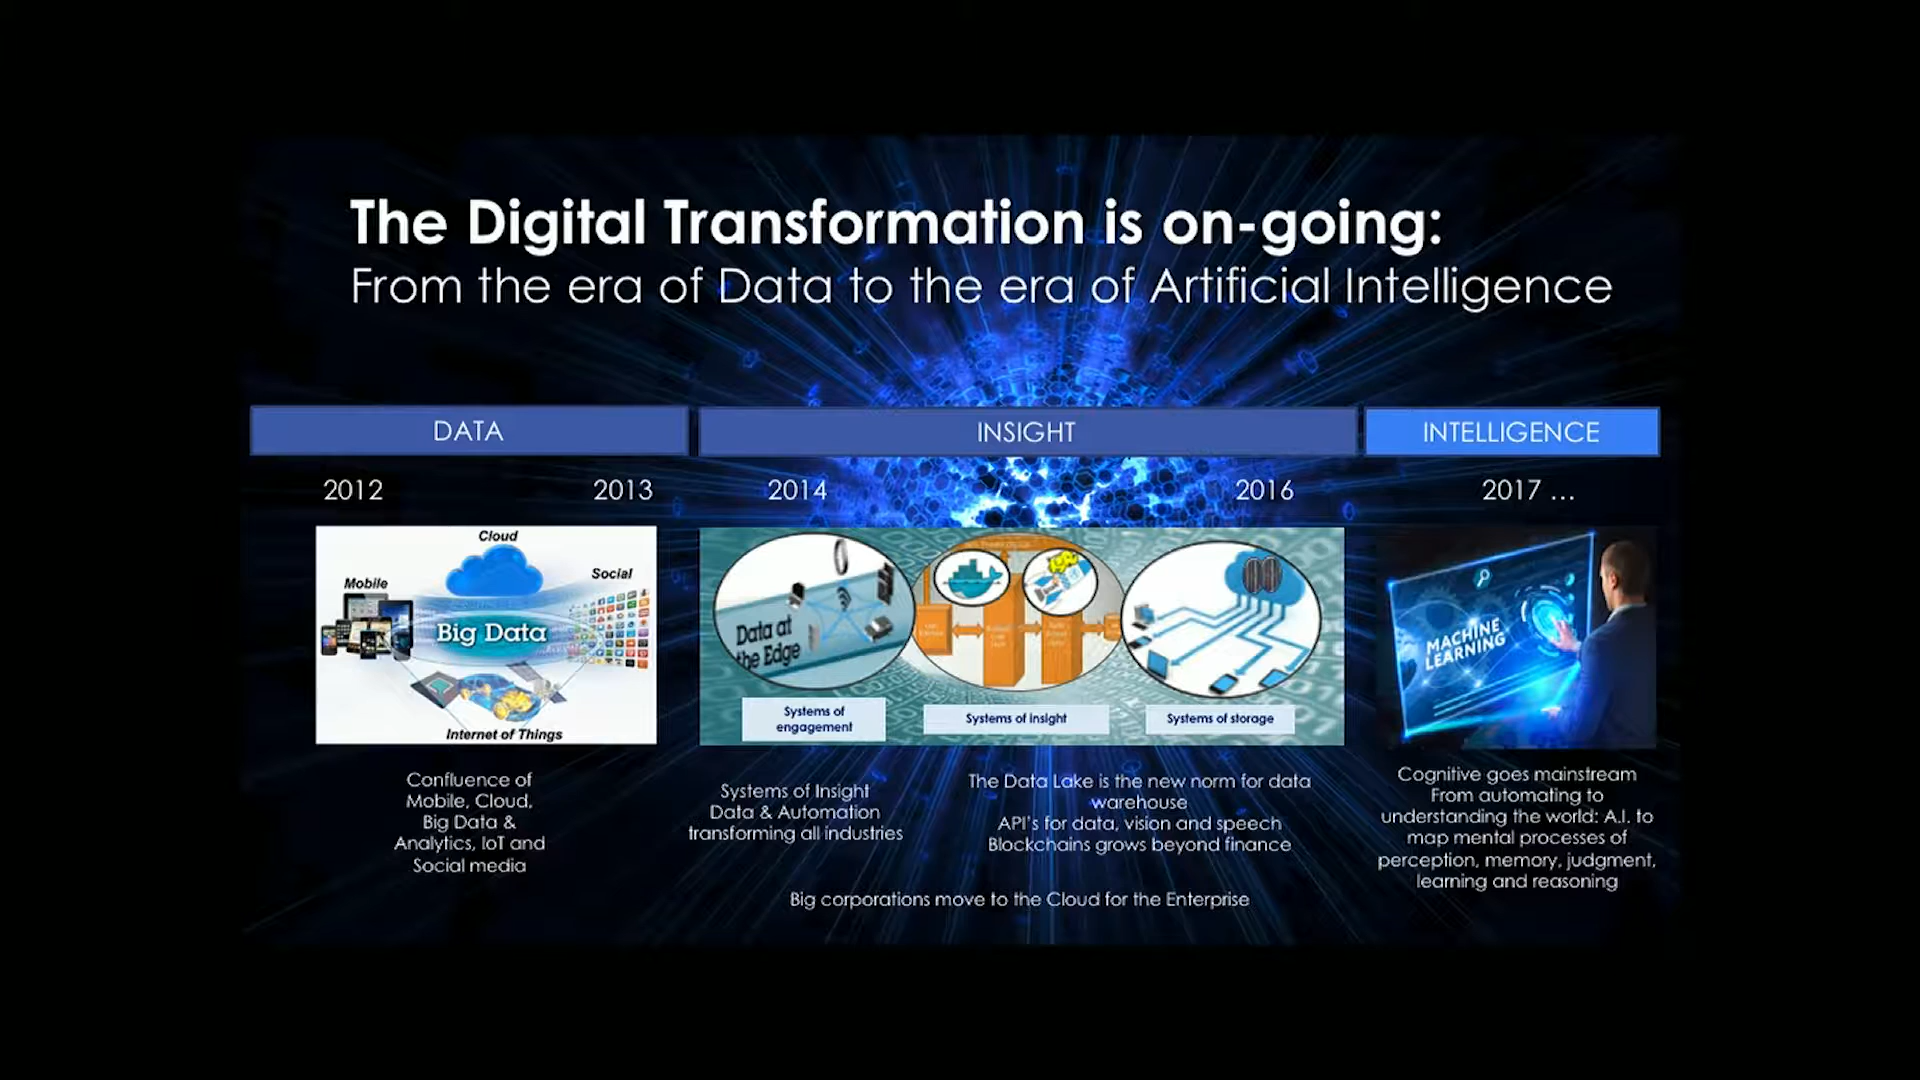 The Digital Transformation is on-going:
From the era of Data to the era of Artificial Intelligence
DATA
INSIGHT
INTELLIGENCE
2012
2013
2014
2016
2017 ...
Cloud
Mobile
Social
Big Data
Internet of Things
Data at
the Edge
Systems of
engagement
Systems of insight
Systems of storage
MACHINE
LEARNING
Confluence of
Mobile, Cloud,
Big Data &
Analytics, IoT and
Social media
Systems of Insight
Data & Automation
transforming all industries
The Data Lake is the new norm for data
warehouse
API's for data, vision and speech
Blockchains grows beyond finance
Big corporations move to the Cloud for the Enterprise
Cognitive goes mainstream
From automating to
understanding the world: A.I. to
map mental processes of
perception, memory, judgment,
learning and reasoning